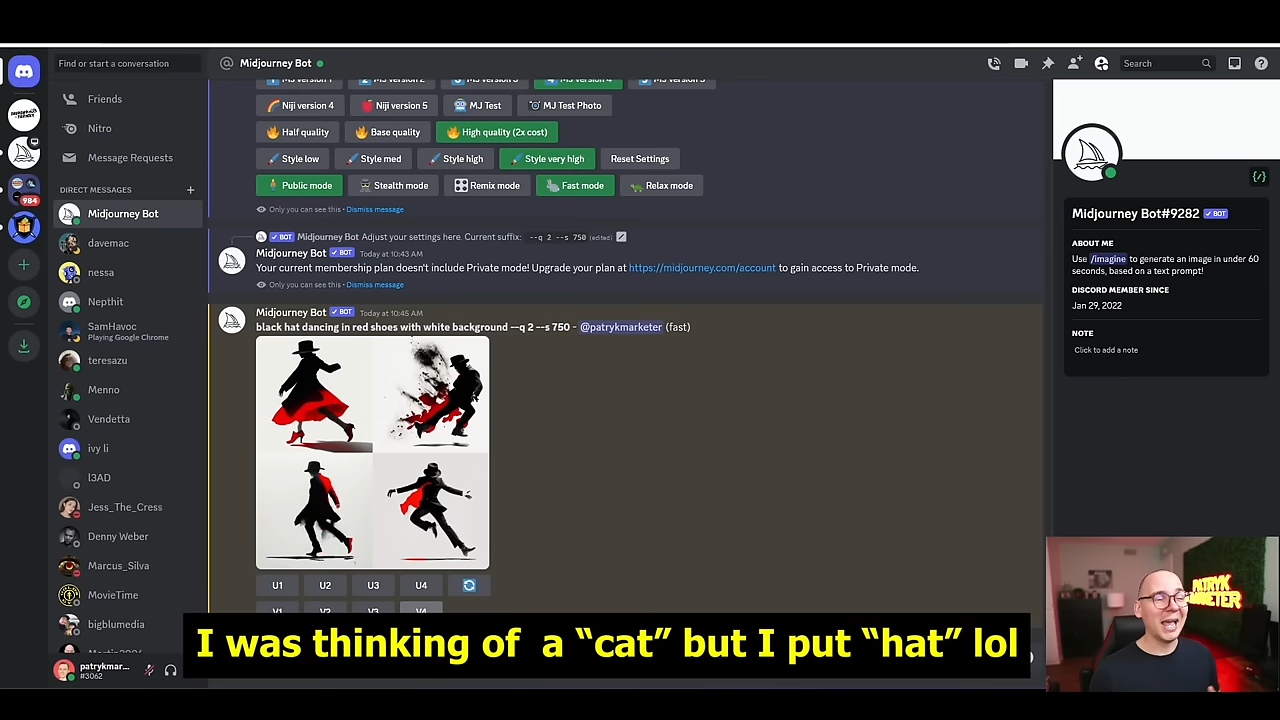 Find or start a conversation
Friends
Nitro
Message Requests
DIRECT MESSAGES
984
Midjourney Bot
davemac
nessa
Nepthit
SamHavoc
Playing Google Chrome
teresazu
Menno
Vendetta
ivy li
l3AD
Jess_The_Cress
Denny Weber
Marcus_Silva
MovieTime
bigblumedia
patrykmar...
#3062
Midjourney Bot
Search
Niji version 4 Niji version 5 MJ Test MJ Test Photo
Half quality Base quality High quality (2x cost)
Style low Style med Style high Style very high Reset Settings
Public mode Stealth mode Remix mode Fast mode Relax mode
Only you can see this • Dismiss message
BOT Midjourney Bot Adjust your settings here. Current suffix: --q 2 --s 750 (edited)
Midjourney Bot BOT Today at 10:43 AM
Your current membership plan doesn't include Private mode! Upgrade your plan at https://midjourney.com/account to gain access to Private mode.
Only you can see this • Dismiss message
Midjourney Bot BOT Today at 10:45 AM
black hat dancing in red shoes with white background --q 2 --s 750 - @patrykmarketer (fast)
U1 U2 U3 U4
Midjourney Bot#9282 BOT
ABOUT ME
Use /imagine to generate an image in under 60
seconds, based on a text prompt!
DISCORD MEMBER SINCE
Jan 29, 2022
NOTE
Click to add a note
PATRYK
MARKETER
I was thinking of a “cat” but I put “hat” lol